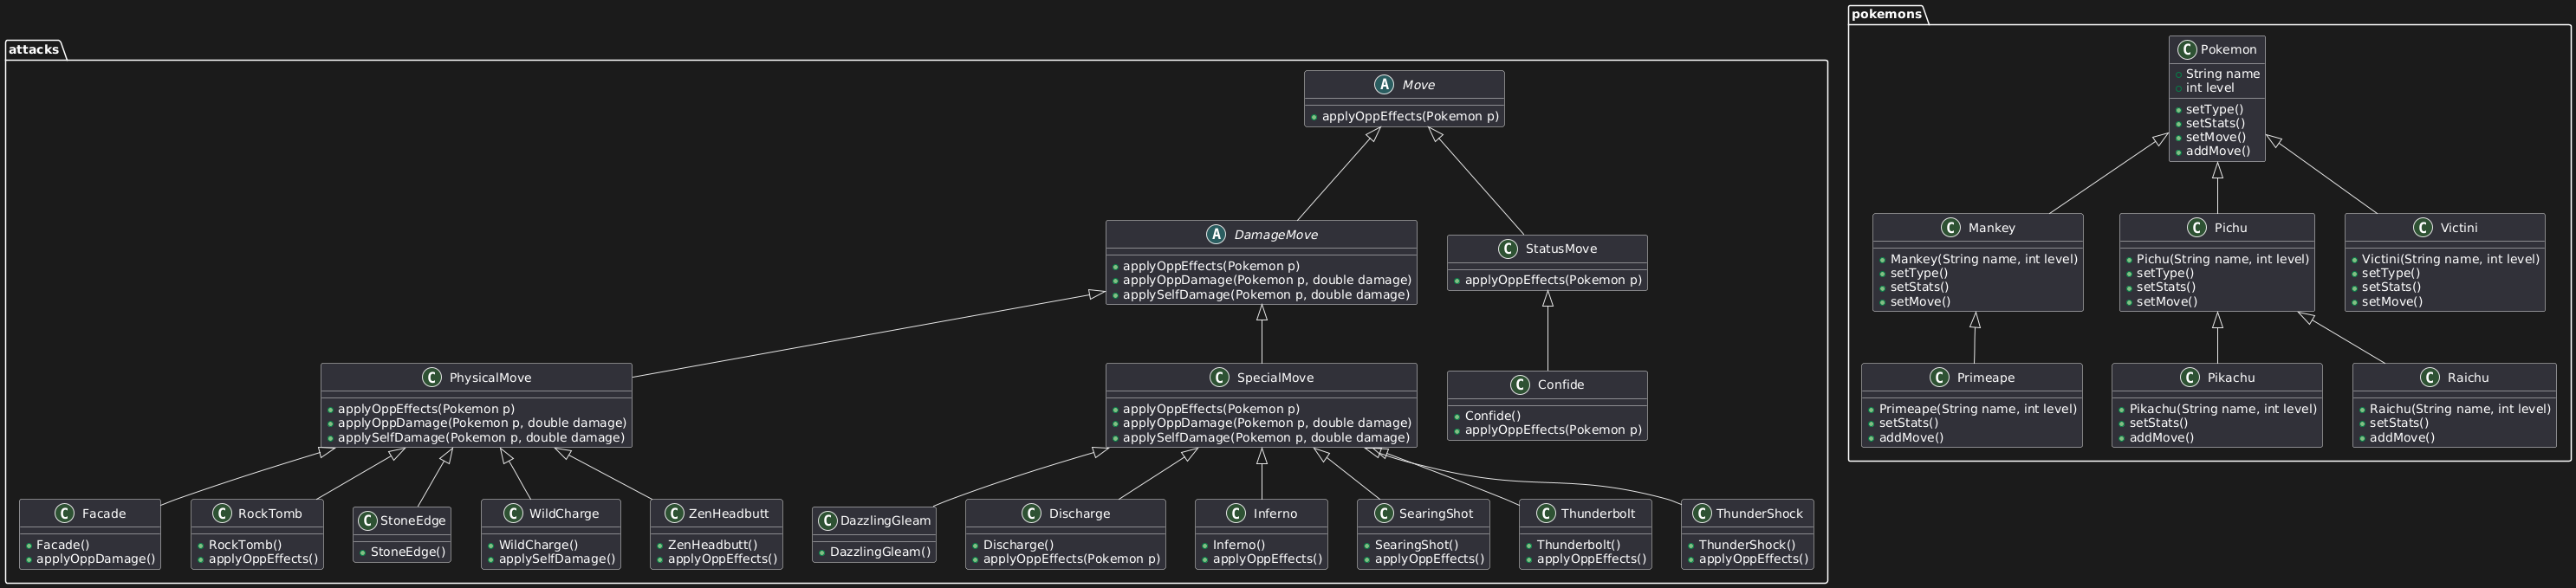 attacks
A Move
applyOppEffects(Pokemon p)
A DamageMove
applyOppEffects(Pokemon p)
applyOppDamage(Pokemon p, double damage)
applySelfDamage(Pokemon p, double damage)
C StatusMove
applyOppEffects(Pokemon p)
C PhysicalMove
applyOppEffects(Pokemon p)
applyOppDamage(Pokemon p, double damage)
applySelfDamage(Pokemon p, double damage)
C SpecialMove
applyOppEffects(Pokemon p)
applyOppDamage(Pokemon p, double damage)
applySelfDamage(Pokemon p, double damage)
C Confide
Confide()
applyOppEffects(Pokemon p)
C Facade
Facade()
applyOppDamage()
C RockTomb
RockTomb()
applyOppEffects()
C StoneEdge
StoneEdge()
C WildCharge
WildCharge()
applySelfDamage()
C ZenHeadbutt
ZenHeadbutt()
applyOppEffects()
C DazzlingGleam
DazzlingGleam()
C Discharge
Discharge()
applyOppEffects(Pokemon p)
C Inferno
Inferno()
applyOppEffects()
C SearingShot
SearingShot()
applyOppEffects()
C Thunderbolt
Thunderbolt()
applyOppEffects()
C ThunderShock
ThunderShock()
applyOppEffects()
pokemons
C Pokemon
String name
int level
setType()
setStats()
setMove()
addMove()
C Mankey
Mankey(String name, int level)
setType()
setStats()
setMove()
C Pichu
Pichu(String name, int level)
setType()
setStats()
setMove()
C Victini
Victini(String name, int level)
setType()
setStats()
setMove()
C Primeape
Primeape(String name, int level)
setStats()
addMove()
C Pikachu
Pikachu(String name, int level)
setStats()
addMove()
C Raichu
Raichu(String name, int level)
setStats()
addMove()